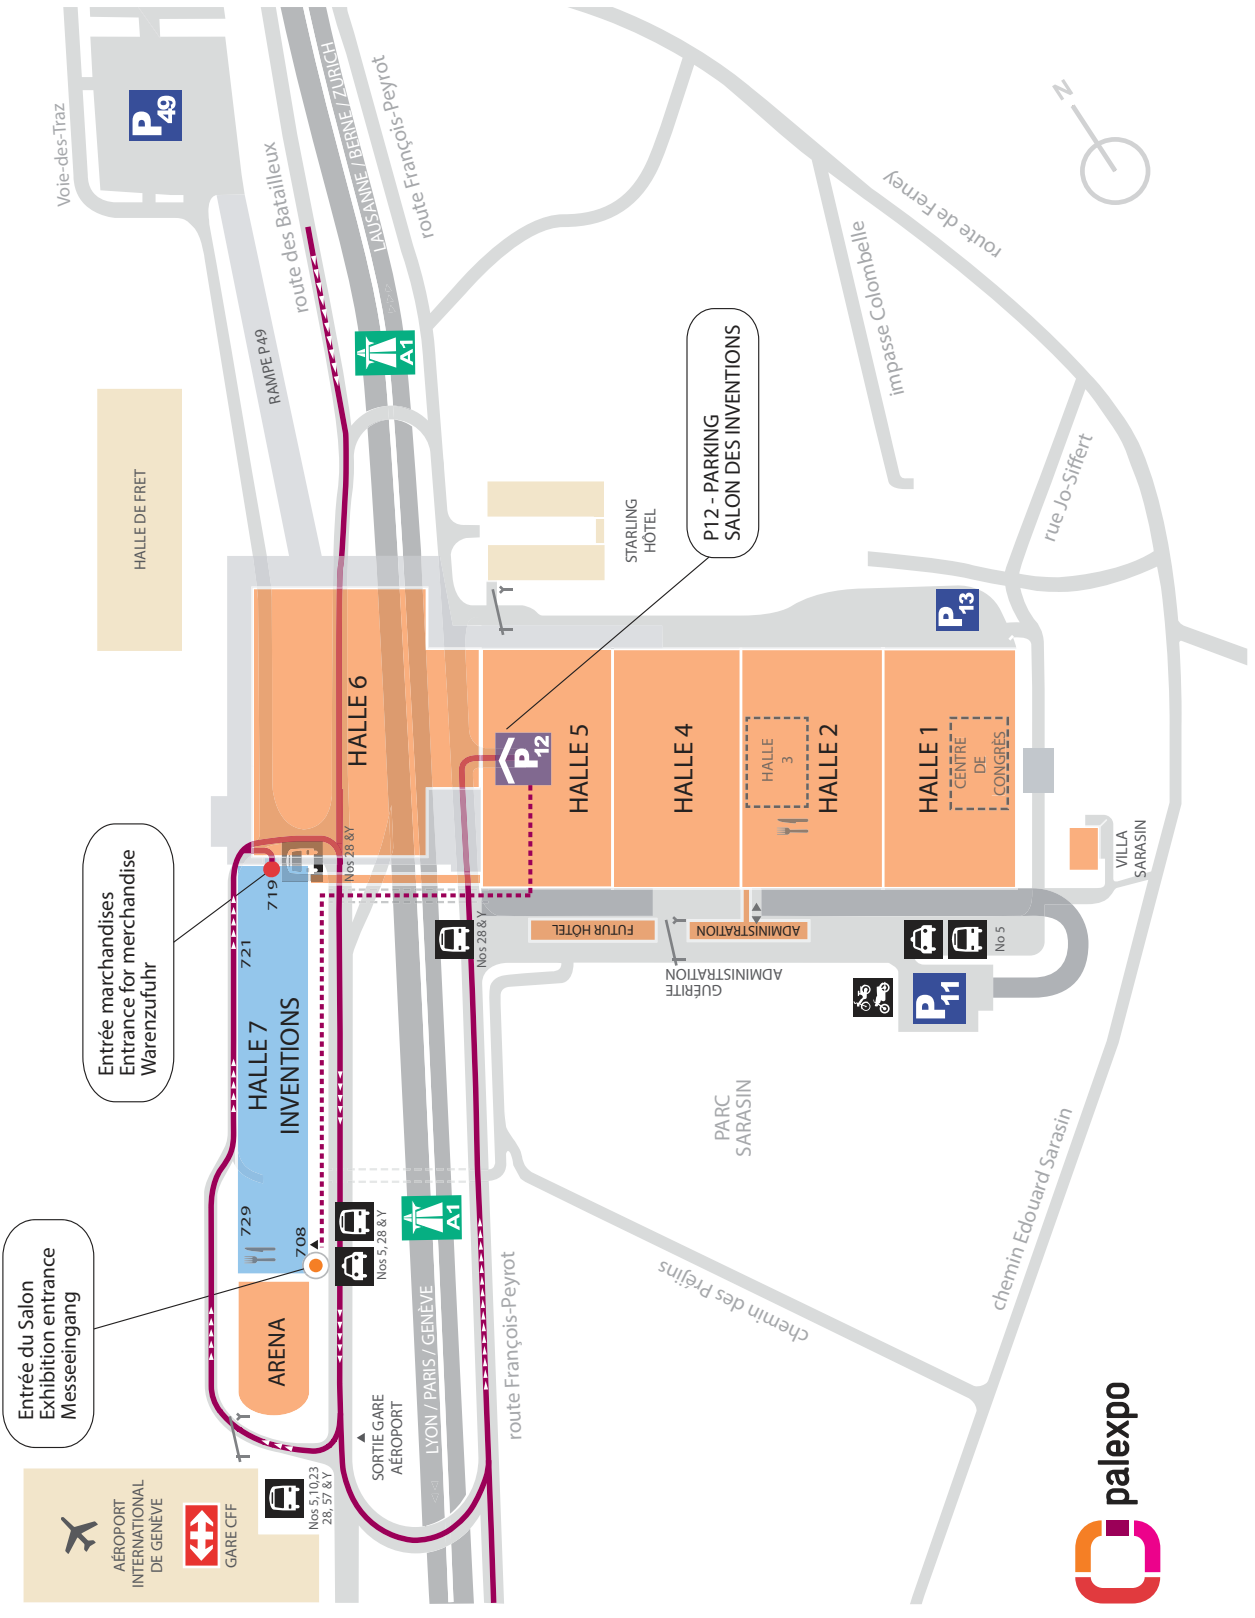 Entrée du Salon
Exhibition entrance
Messeeingang
Entrée marchandises
Entrance for merchandise
Warenzufuhr
P12 - PARKING
SALON DES INVENTIONS
AÉROPORT
INTERNATIONAL
DE GENÈVE
GARE CFF
Nos 5,10,23
28, 57 & Y
SORTIE GARE
AÉROPORT
ARENA
729
708
Nos 5, 28 & Y
HALLE 7
INVENTIONS
721
719
Nos 28 & Y
HALLE 6
HALLE DE FRET
RAMPE P49
P49
Voie-des-Traz
route des Batailleux
LAUSANNE / BERNE / ZURICH
route François-Peyrot
A1
A1
LYON / PARIS / GENÈVE
route François-Peyrot
Nos 28 & Y
P12
HALLE 5
HALLE 4
HALLE
3
HALLE 2
HALLE 1
CENTRE
DE
CONGRÈS
STARLING
HÔTEL
P13
FUTUR HÔTEL
ADMINISTRATION
GUÉRITE
ADMINISTRATION
No 5
P11
VILLA
SARASIN
PARC
SARASIN
chemin des Préjins
chemin Edouard Sarasin
rue Jo-Siffert
impasse Colombelle
route de Ferney
N
palexpo